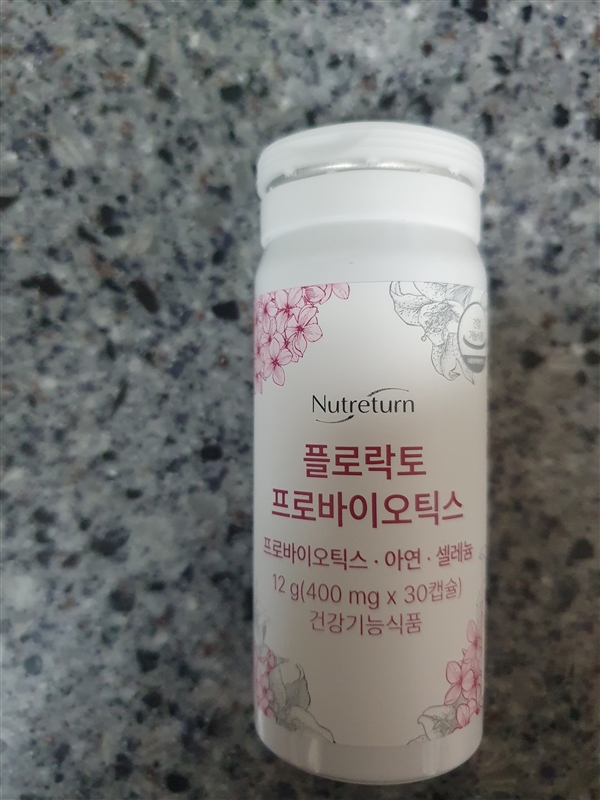 Nutreturn
플로락토
프로바이오틱스
프로바이오틱스 · 아연 · 셀레늄
12 g(400 mg x 30캡슐)
건강기능식품